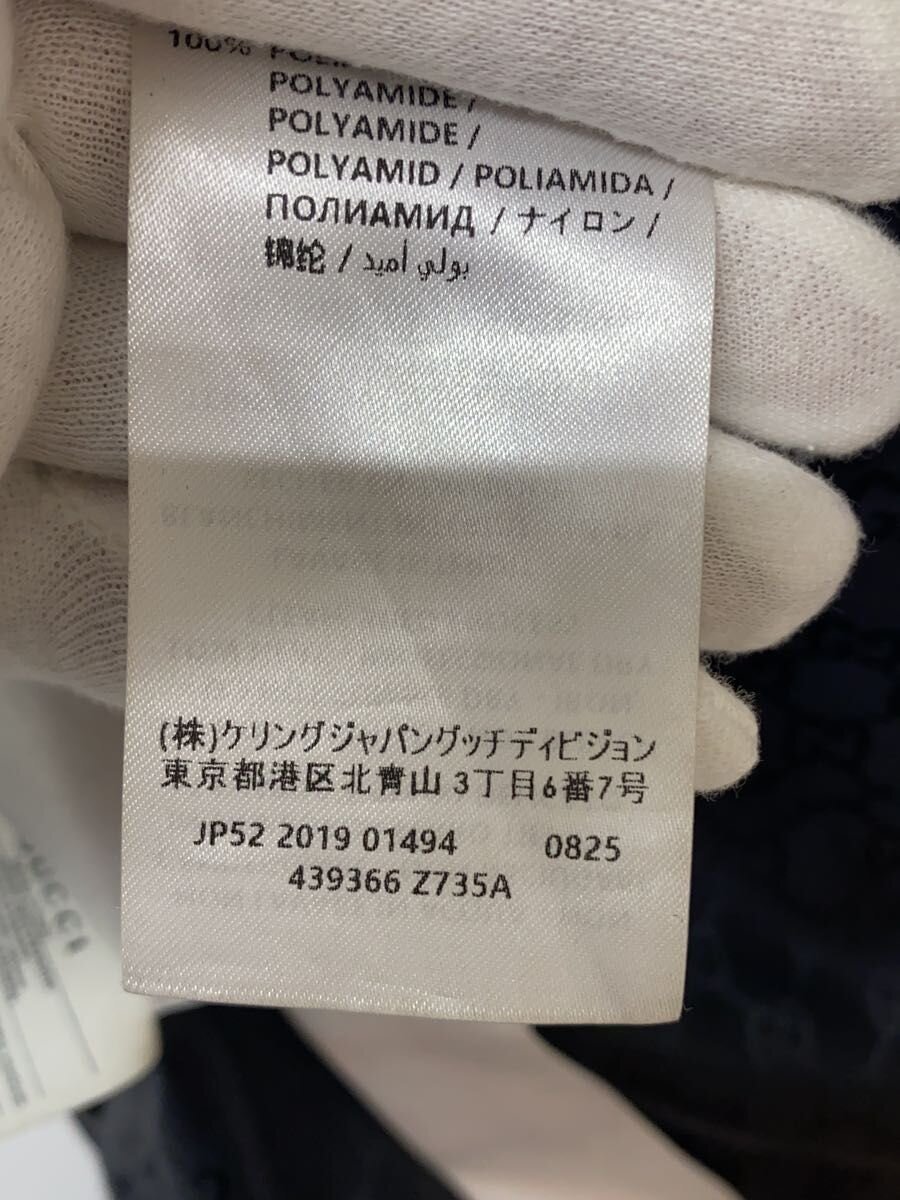 100%
POLYAMIDE /
POLYAMIDE /
POLYAMID / POLIAMIDA /
ПОЛИАМИД / ナイロン /
锦纶 / بولي أميد
(株)ケリングジャパングッチディビジョン
東京都港区北青山 3丁目6番7号
JP52 2019 01494 0825
439366 Z735A